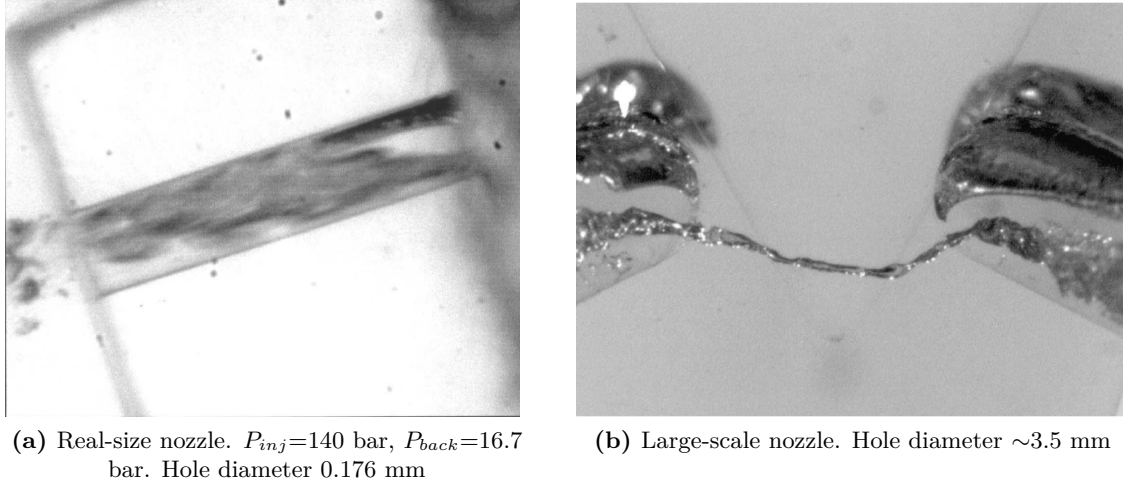 (a) Real-size nozzle. P_inj=140 bar, P_back=16.7
bar. Hole diameter 0.176 mm
(b) Large-scale nozzle. Hole diameter ∼3.5 mm